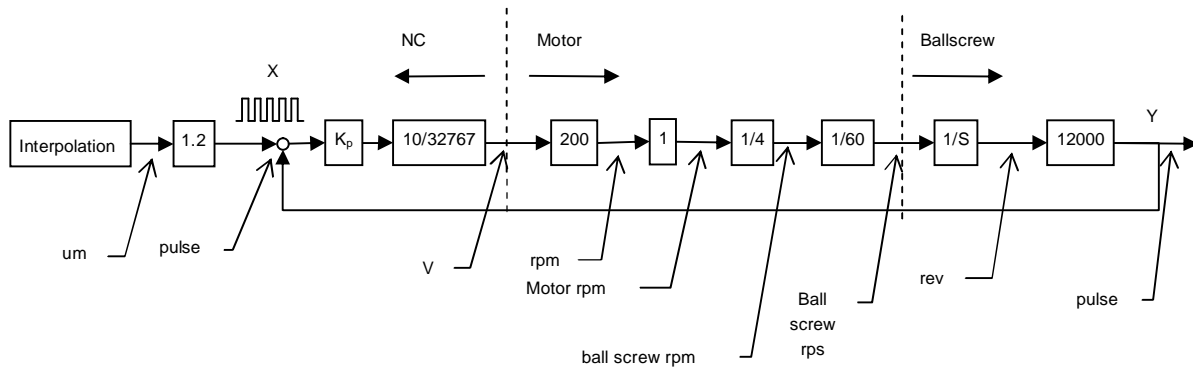 NC
Motor
Ballscrew
X
Y
Interpolation
1.2
Kp
10/32767
200
1
1/4
1/60
1/S
12000
um
pulse
V
rpm
Motor rpm
ball screw rpm
Ball
screw
rps
rev
pulse